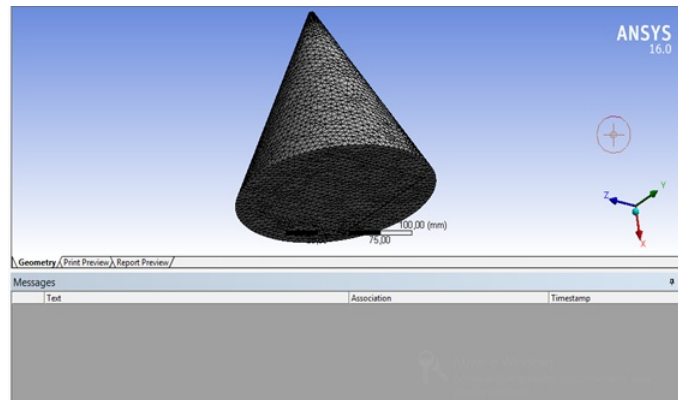 ANSYS
16.0
Z
Y
X
100,00 (mm)
75,00
Geometry Print Preview Report Preview
Messages
Text Association Timestamp